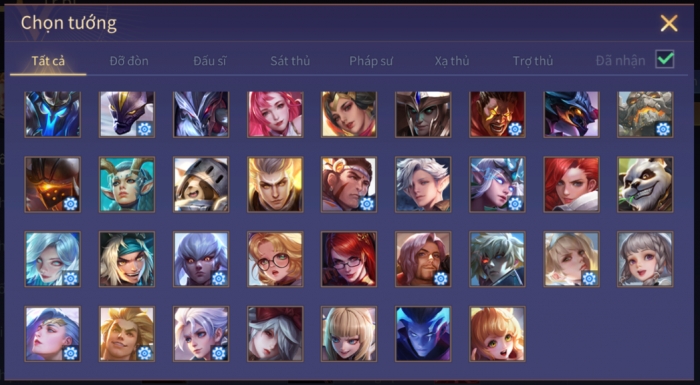 Chọn tướng
Tất cả Đỡ đòn Đấu sĩ Sát thủ Pháp sư Xạ thủ Trợ thủ Đã nhận